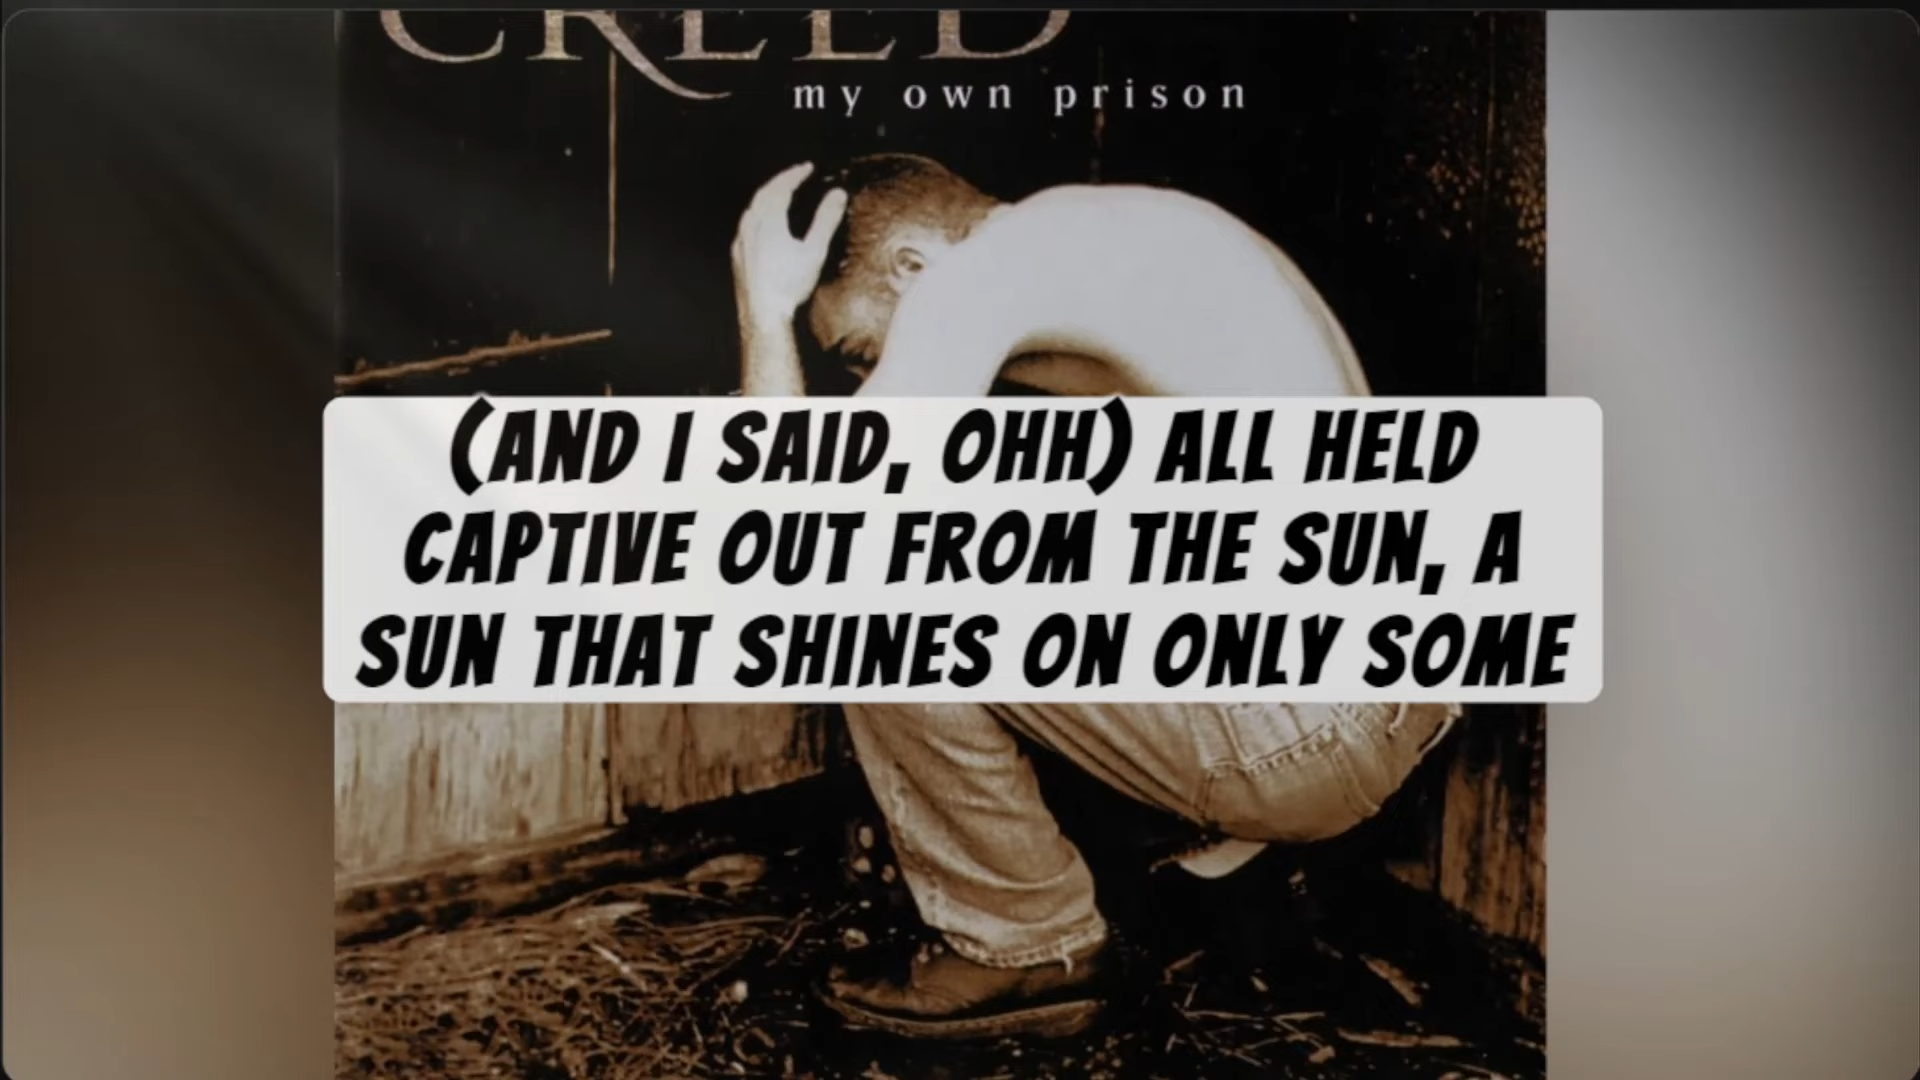 CREED
my own prison
(AND I SAID, OHH) ALL HELD
CAPTIVE OUT FROM THE SUN, A
SUN THAT SHINES ON ONLY SOME